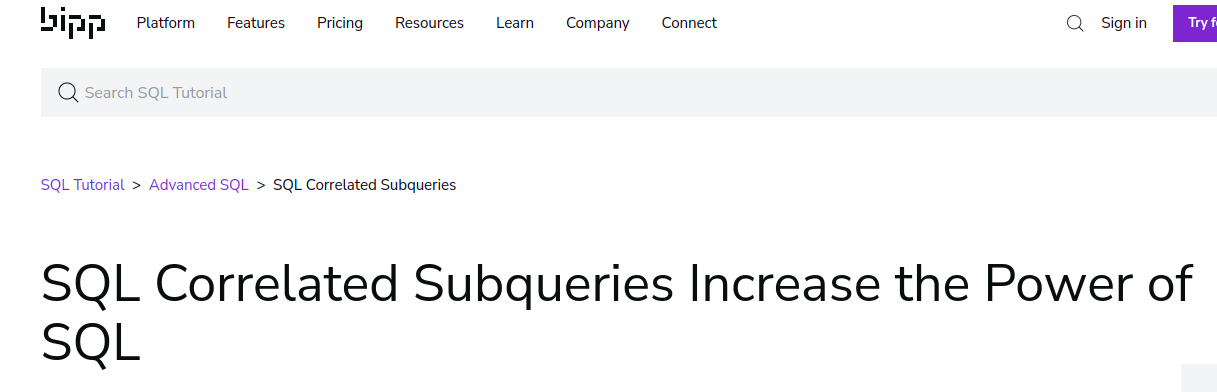 bipp Platform Features Pricing Resources Learn Company Connect Sign in Try
Search SQL Tutorial
SQL Tutorial > Advanced SQL > SQL Correlated Subqueries
SQL Correlated Subqueries Increase the Power of
SQL